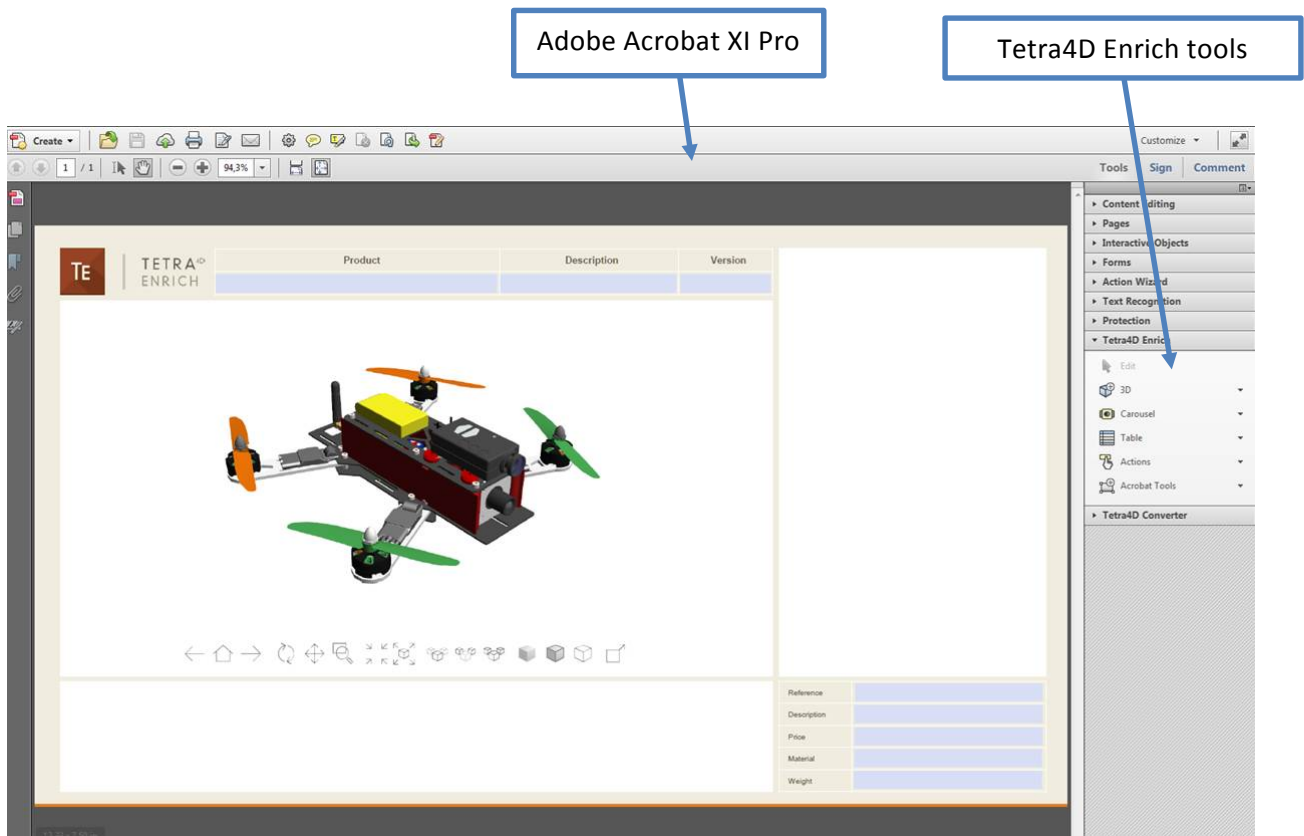 Adobe Acrobat XI Pro
Tetra4D Enrich tools
Create
Customize
1 / 1
94,3%
Tools Sign Comment
Content Editing
Pages
Interactive Objects
Forms
Action Wizard
Text Recognition
Protection
Tetra4D Enrich
Edit
3D
Carousel
Table
Actions
Acrobat Tools
Tetra4D Converter
TE
TETRA4D
ENRICH
Product Description Version
Reference
Description
Price
Material
Weight